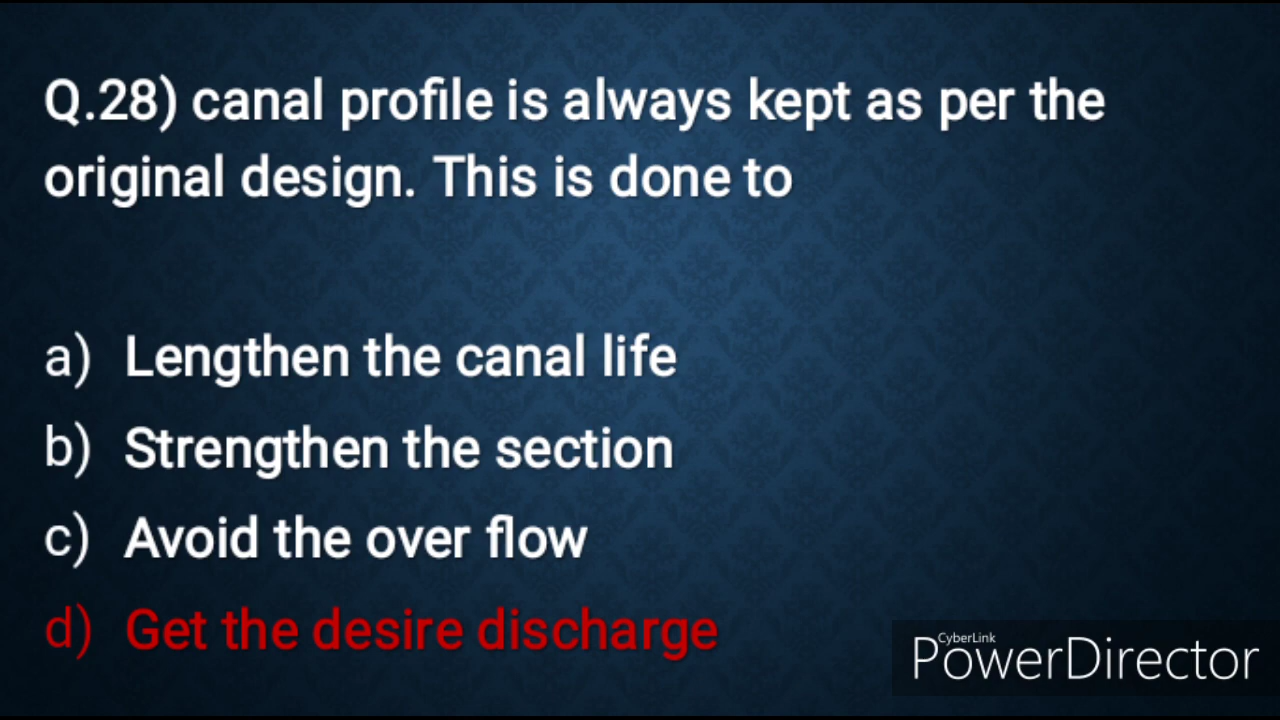 Q.28) canal profile is always kept as per the
original design. This is done to
a) Lengthen the canal life
b) Strengthen the section
c) Avoid the over flow
d) Get the desire discharge
CyberLink
PowerDirector